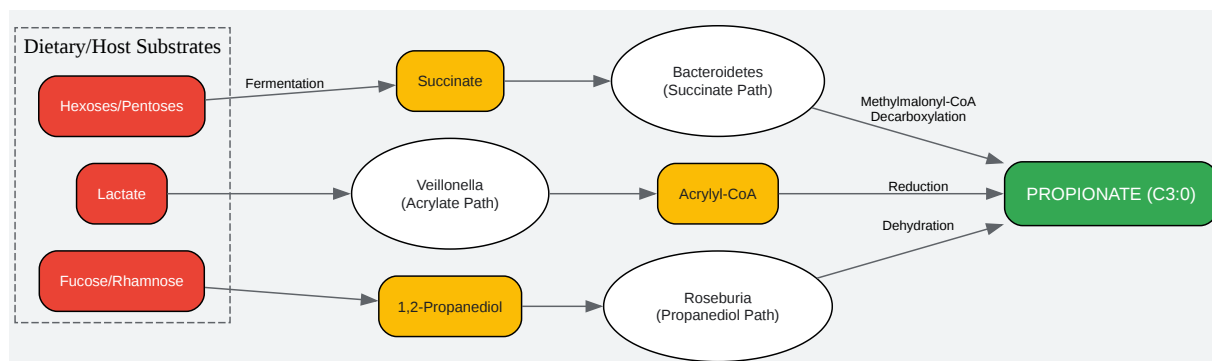 Dietary/Host Substrates
Hexoses/Pentoses
Fermentation
Succinate
Bacteroidetes
(Succinate Path)
Methylmalonyl-CoA
Decarboxylation
Lactate
Veillonella
(Acrylate Path)
Acrylyl-CoA
Reduction
PROPIONATE (C3:0)
Fucose/Rhamnose
1,2-Propanediol
Roseburia
(Propanediol Path)
Dehydration